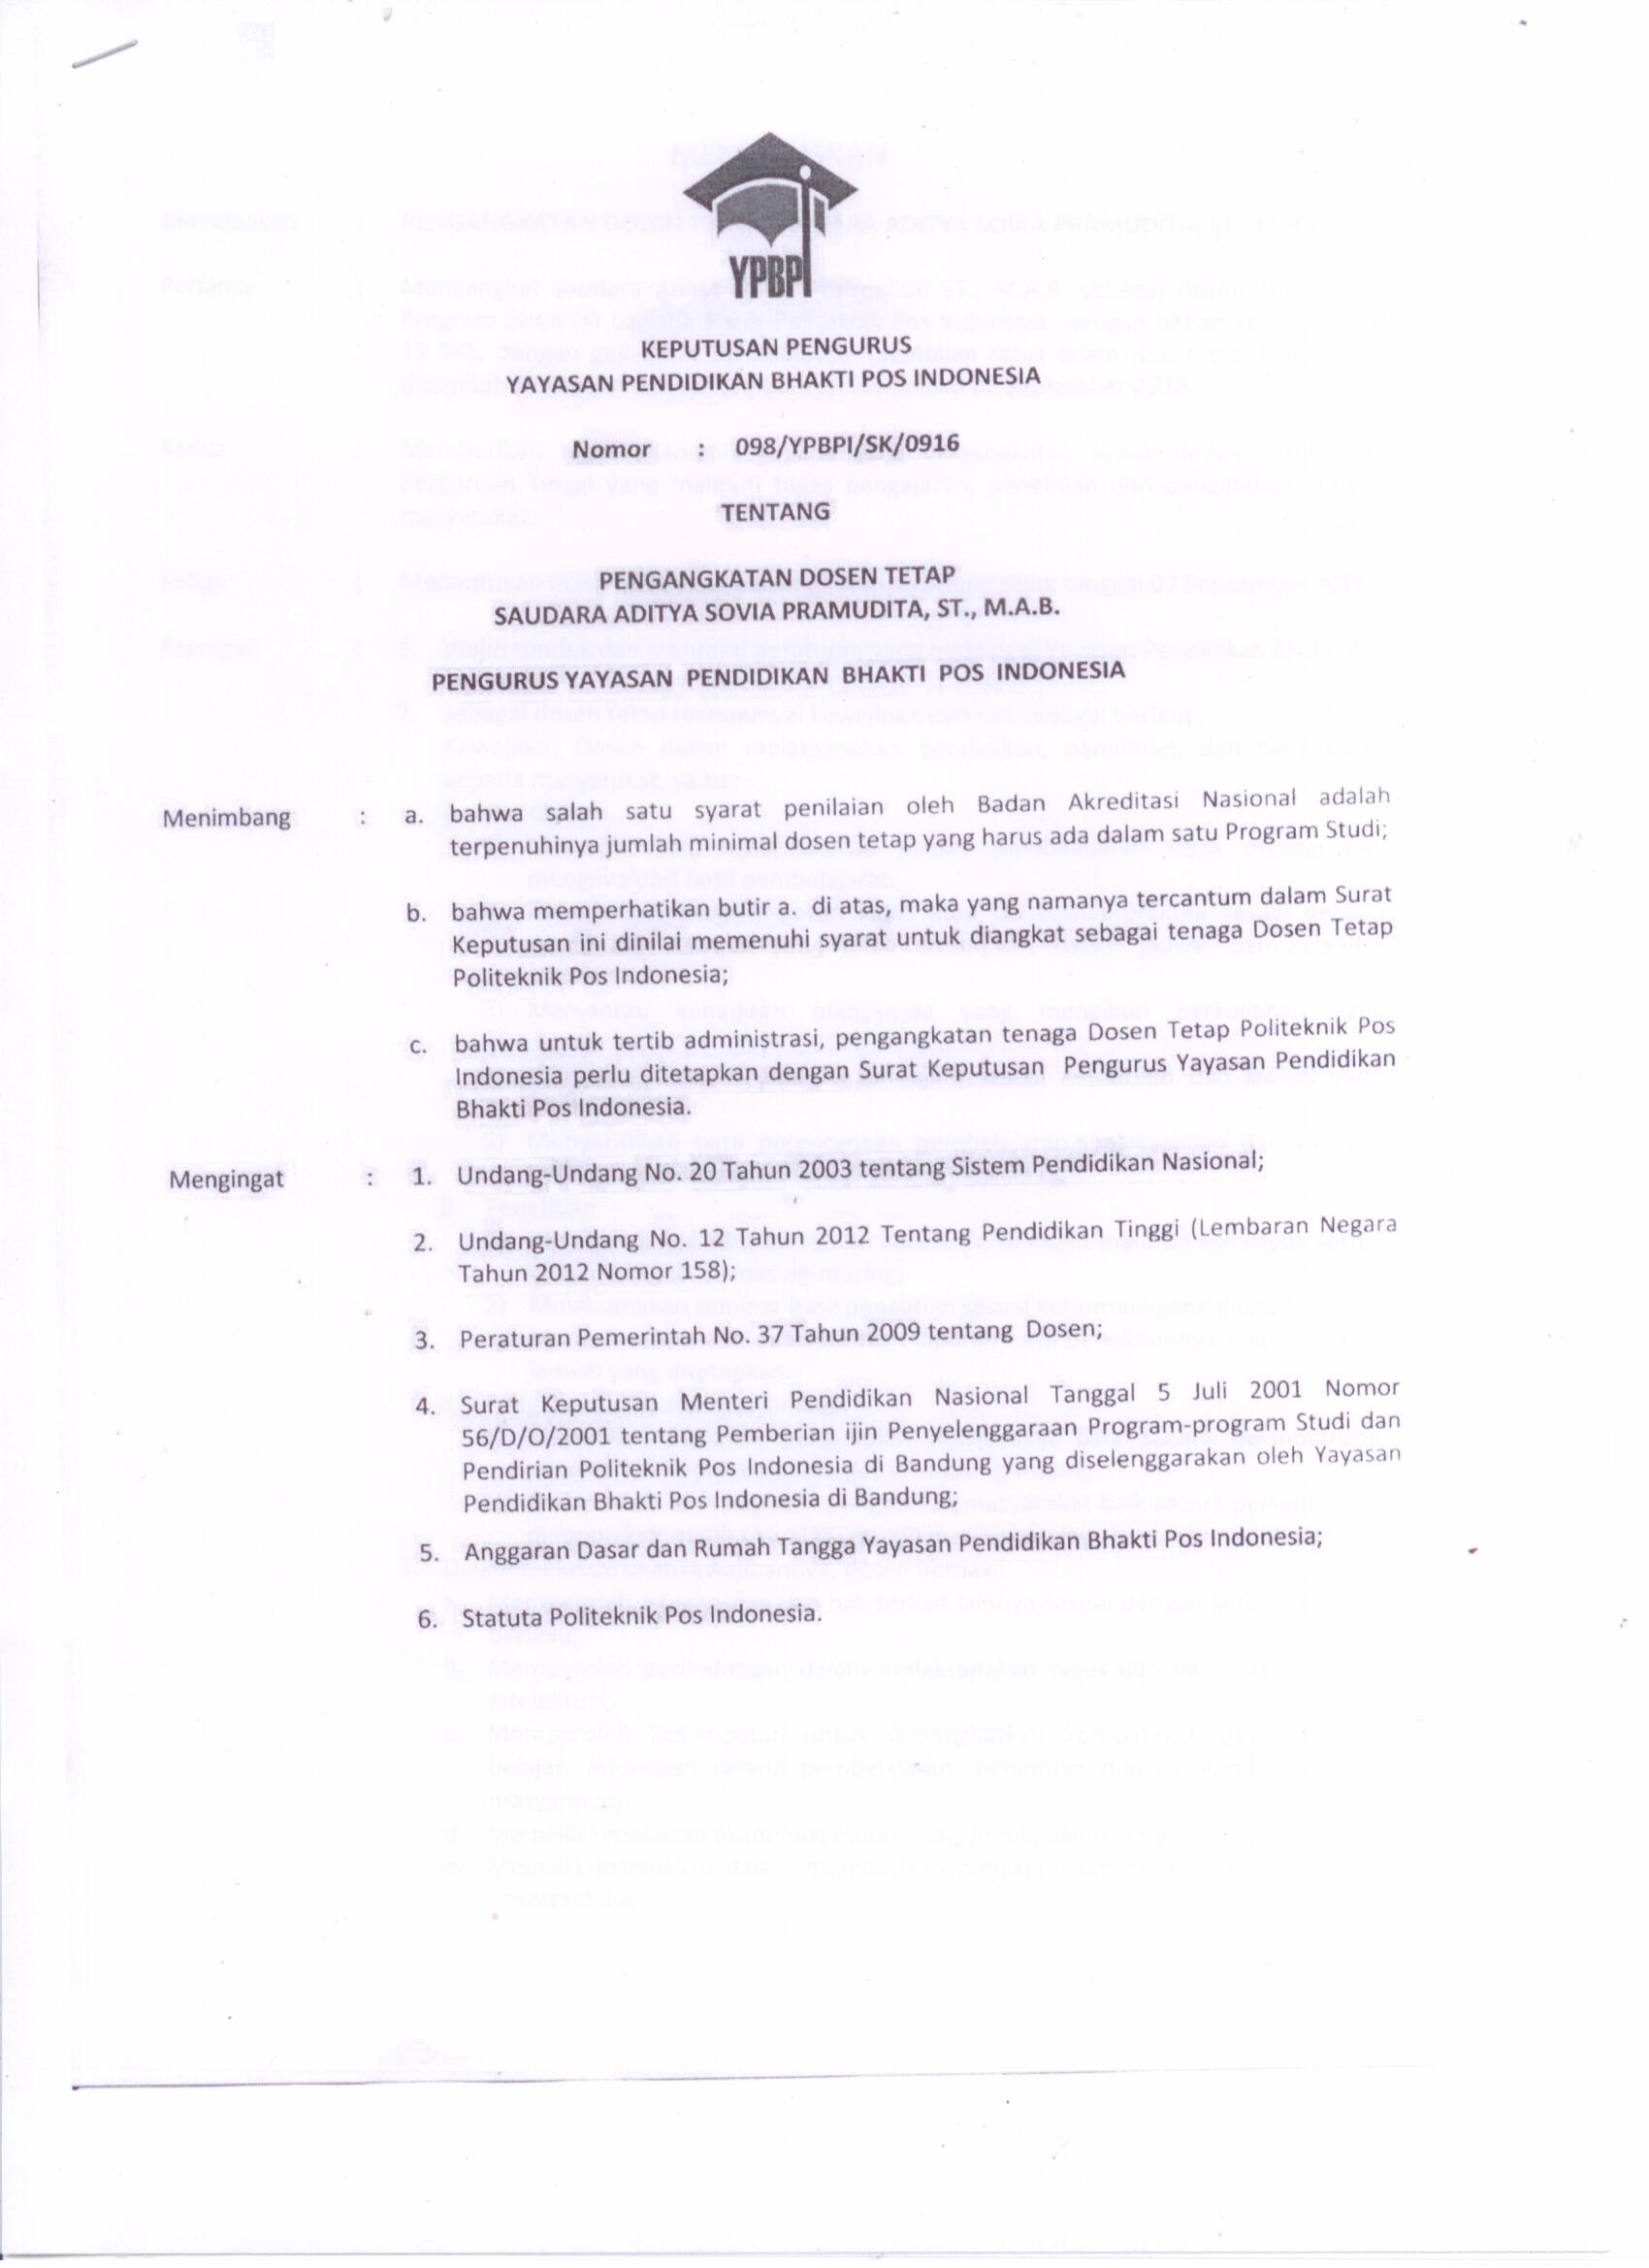 YPBPI
KEPUTUSAN PENGURUS
YAYASAN PENDIDIKAN BHAKTI POS INDONESIA
Nomor : 098/YPBPI/SK/0916
TENTANG
PENGANGKATAN DOSEN TETAP
SAUDARA ADITYA SOVIA PRAMUDITA, ST., M.A.B.
PENGURUS YAYASAN PENDIDIKAN BHAKTI POS INDONESIA
Menimbang : a. bahwa salah satu syarat penilaian oleh Badan Akreditasi Nasional adalah
terpenuhinya jumlah minimal dosen tetap yang harus ada dalam satu Program Studi;
b. bahwa memperhatikan butir a. di atas, maka yang namanya tercantum dalam Surat
Keputusan ini dinilai memenuhi syarat untuk diangkat sebagai tenaga Dosen Tetap
Politeknik Pos Indonesia;
c. bahwa untuk tertib administrasi, pengangkatan tenaga Dosen Tetap Politeknik Pos
Indonesia perlu ditetapkan dengan Surat Keputusan Pengurus Yayasan Pendidikan
Bhakti Pos Indonesia.
Mengingat : 1. Undang-Undang No. 20 Tahun 2003 tentang Sistem Pendidikan Nasional;
2. Undang-Undang No. 12 Tahun 2012 Tentang Pendidikan Tinggi (Lembaran Negara
Tahun 2012 Nomor 158);
3. Peraturan Pemerintah No. 37 Tahun 2009 tentang Dosen;
4. Surat Keputusan Menteri Pendidikan Nasional Tanggal 5 Juli 2001 Nomor
56/D/O/2001 tentang Pemberian ijin Penyelenggaraan Program-program Studi dan
Pendirian Politeknik Pos Indonesia di Bandung yang diselenggarakan oleh Yayasan
Pendidikan Bhakti Pos Indonesia di Bandung;
5. Anggaran Dasar dan Rumah Tangga Yayasan Pendidikan Bhakti Pos Indonesia;
6. Statuta Politeknik Pos Indonesia.